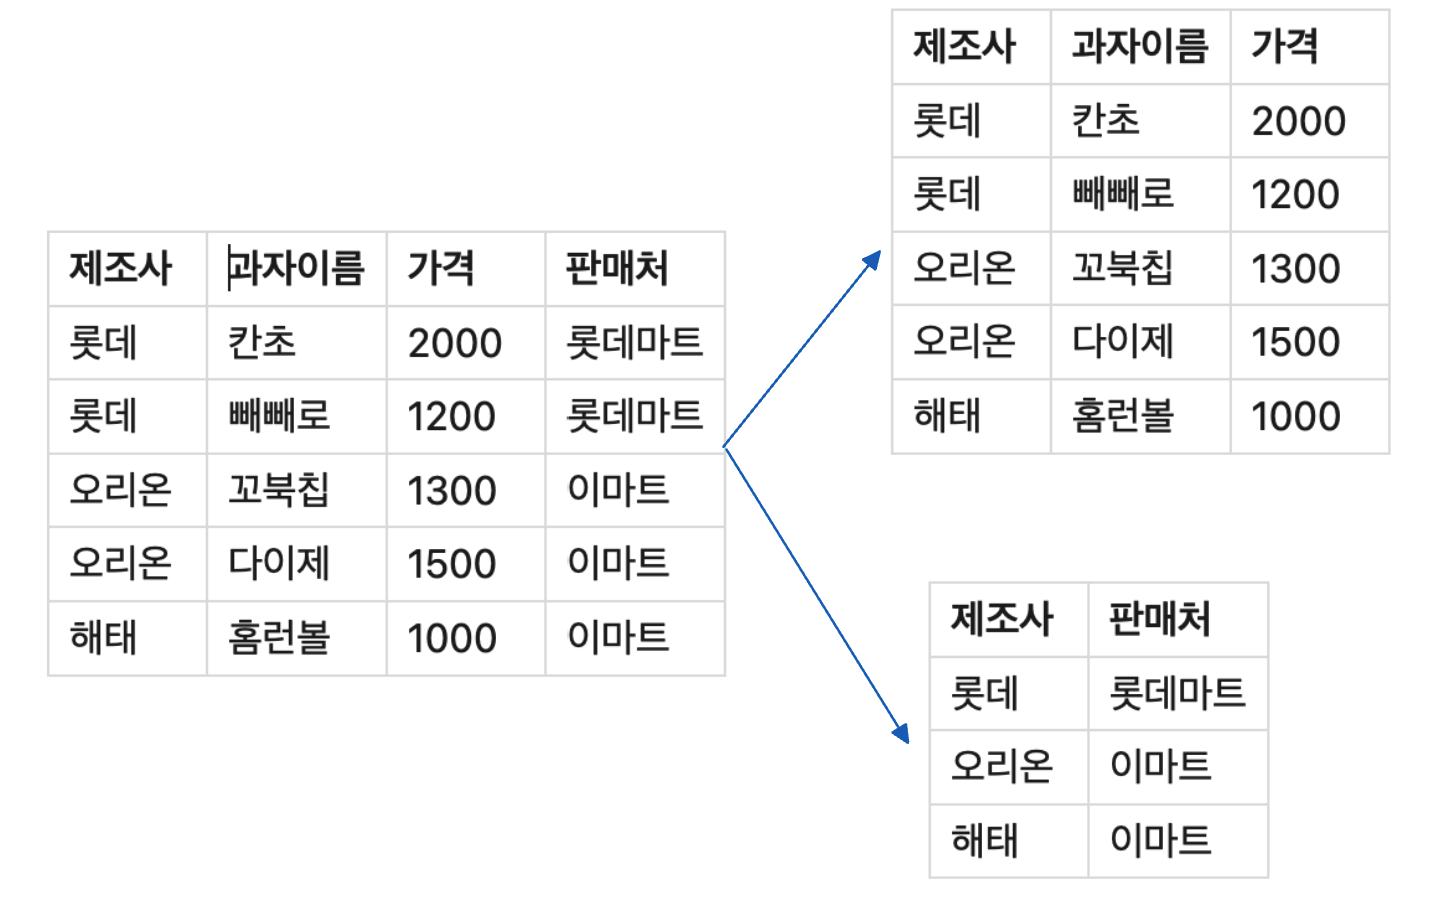 제조사 과자이름 가격 판매처
롯데 칸초 2000 롯데마트
롯데 빼빼로 1200 롯데마트
오리온 꼬북칩 1300 이마트
오리온 다이제 1500 이마트
해태 홈런볼 1000 이마트
제조사 과자이름 가격
롯데 칸초 2000
롯데 빼빼로 1200
오리온 꼬북칩 1300
오리온 다이제 1500
해태 홈런볼 1000
제조사 판매처
롯데 롯데마트
오리온 이마트
해태 이마트